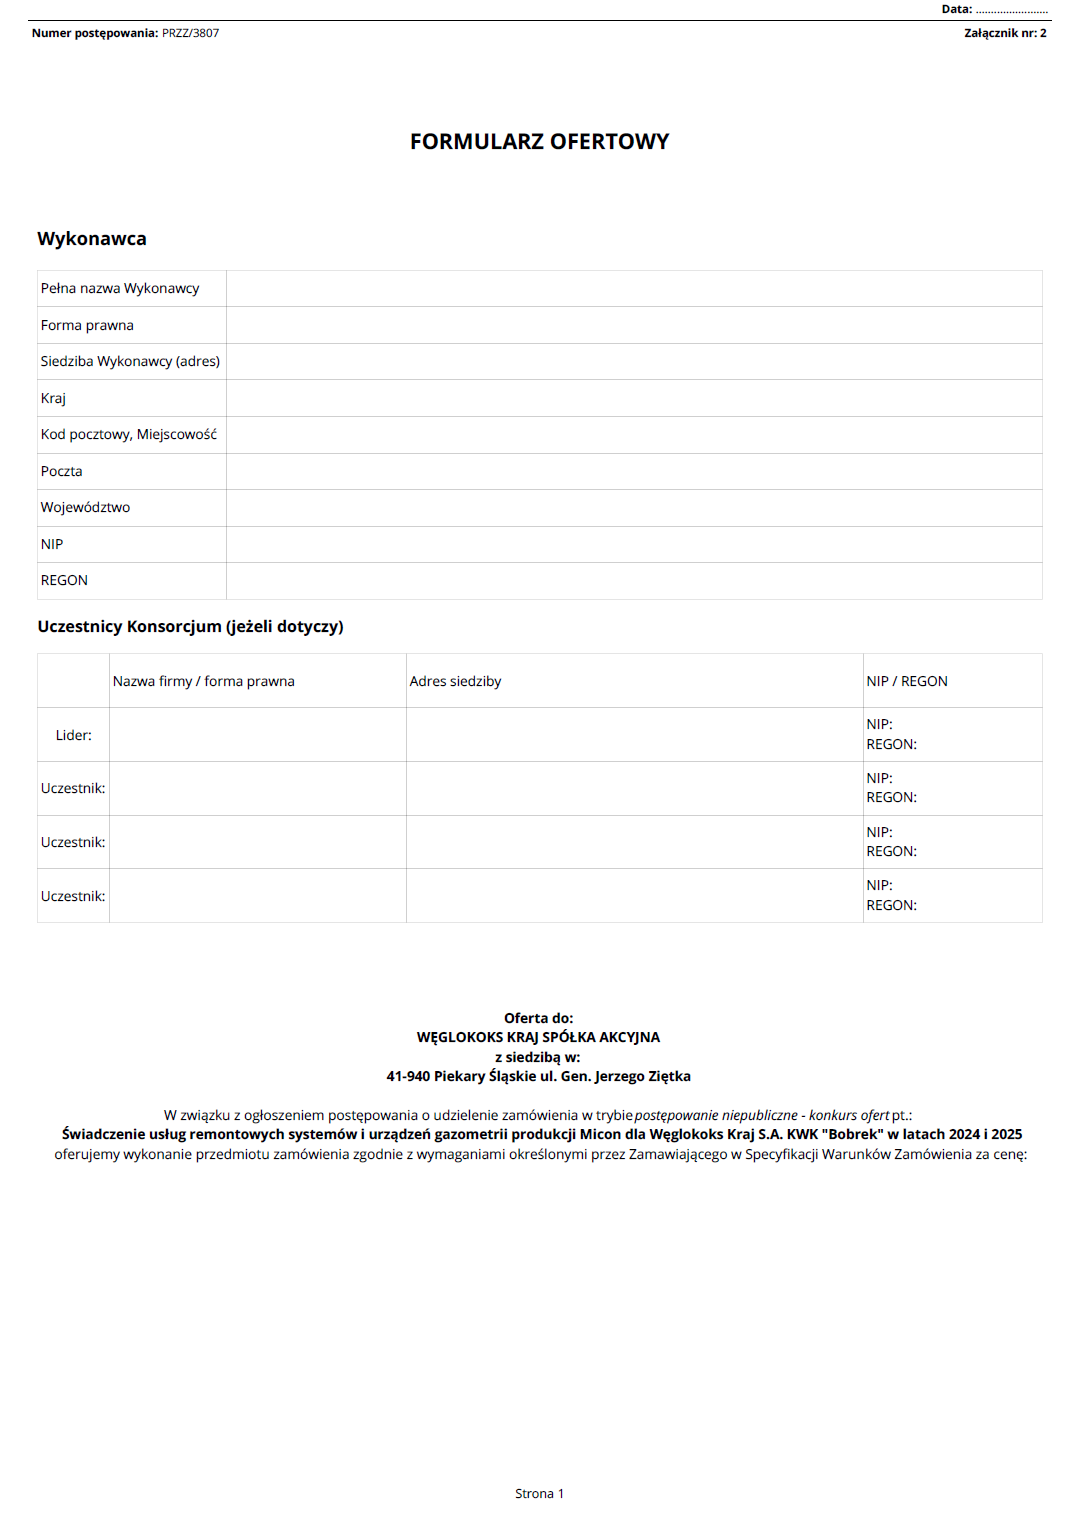 Data: ........................
Numer postępowania: PRZZ/3807 Załącznik nr: 2
FORMULARZ OFERTOWY
Wykonawca
Pełna nazwa Wykonawcy
Forma prawna
Siedziba Wykonawcy (adres)
Kraj
Kod pocztowy, Miejscowość
Poczta
Województwo
NIP
REGON
Uczestnicy Konsorcjum (jeżeli dotyczy)
Nazwa firmy / forma prawna Adres siedziby NIP / REGON
Lider: NIP:
REGON:
Uczestnik: NIP:
REGON:
Uczestnik: NIP:
REGON:
Uczestnik: NIP:
REGON:
Oferta do:
WĘGLOKOKS KRAJ SPÓŁKA AKCYJNA
z siedzibą w:
41-940 Piekary Śląskie ul. Gen. Jerzego Ziętka
W związku z ogłoszeniem postępowania o udzielenie zamówienia w trybie postępowanie niepubliczne - konkurs ofert pt.:
Świadczenie usług remontowych systemów i urządzeń gazometrii produkcji Micon dla Węglokoks Kraj S.A. KWK "Bobrek" w latach 2024 i 2025
oferujemy wykonanie przedmiotu zamówienia zgodnie z wymaganiami określonymi przez Zamawiającego w Specyfikacji Warunków Zamówienia za cenę:
Strona 1